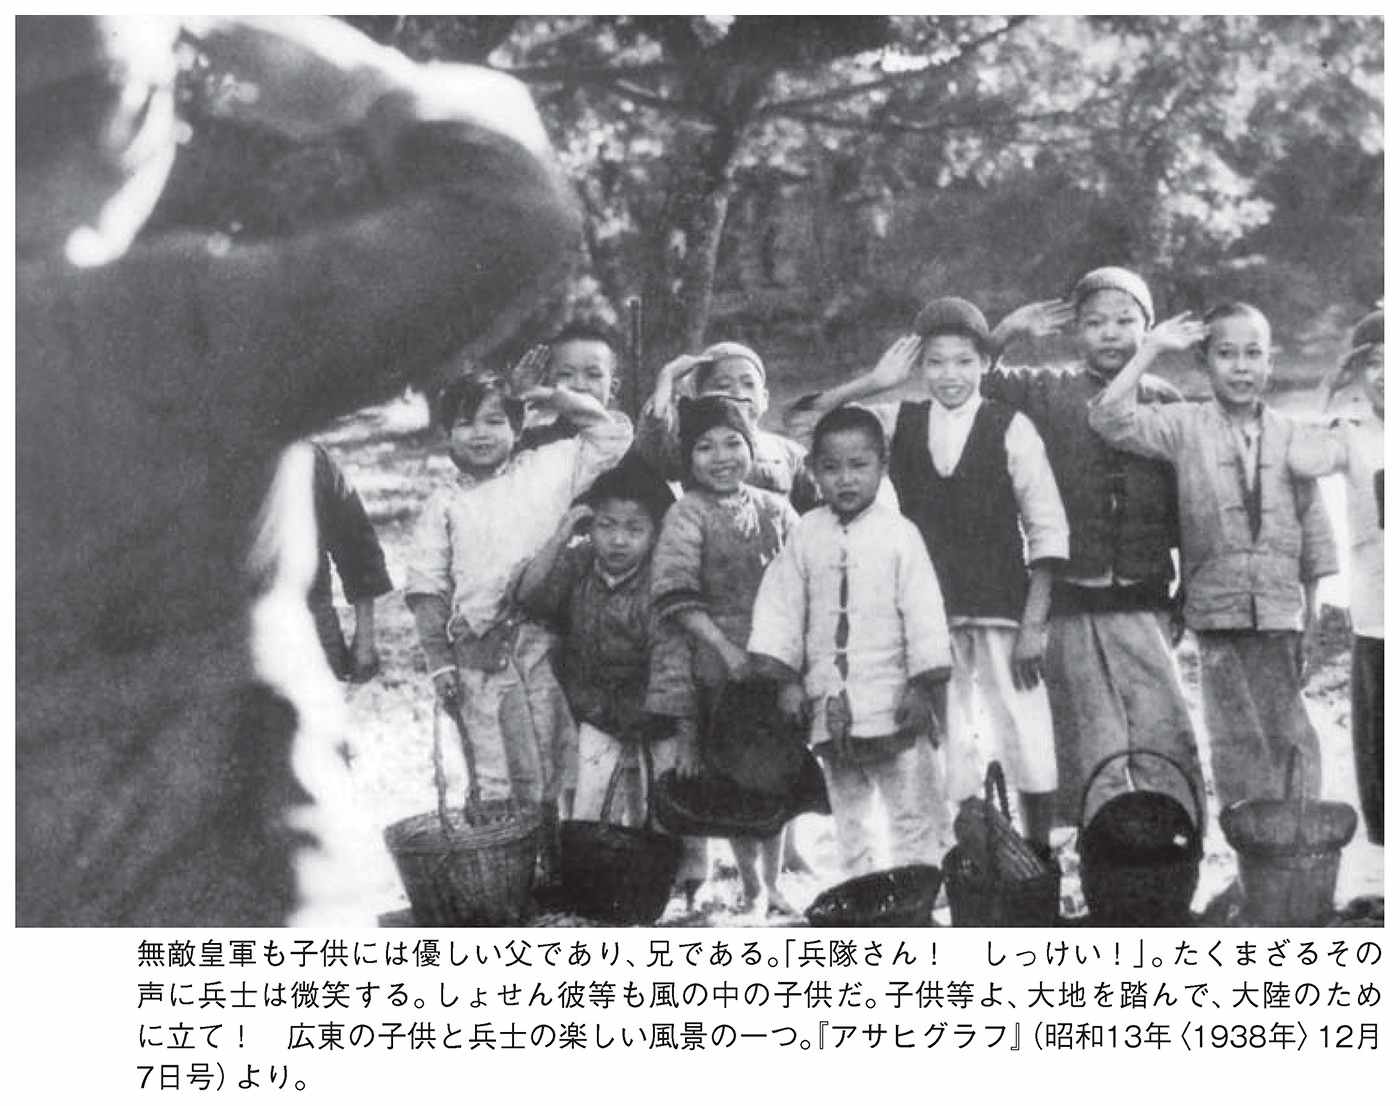 無敵皇軍も子供には優しい父であり、兄である。「兵隊さん！　しっけい！」。たくまざるその
声に兵士は微笑する。しょせん彼等も風の中の子供だ。子供等よ、大地を踏んで、大陸のため
に立て！　広東の子供と兵士の楽しい風景の一つ。『アサヒグラフ』（昭和13年〈1938年〉12月
7日号）より。